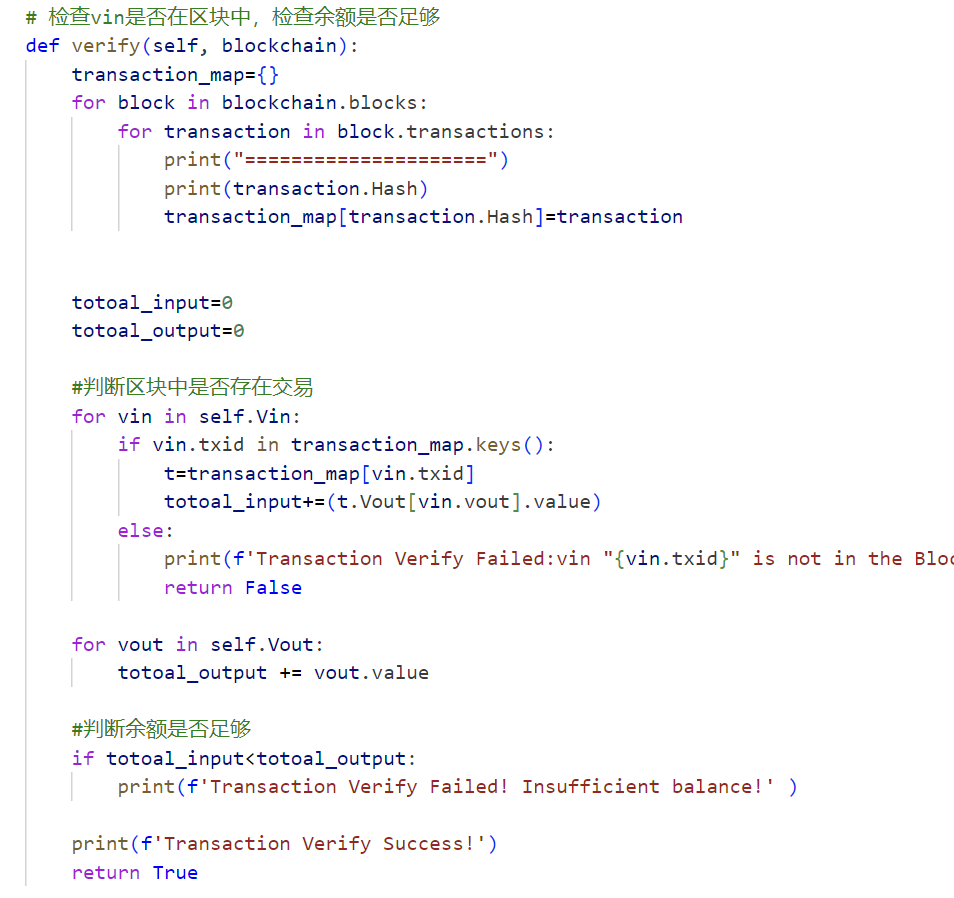 # 检查vin是否在区块中，检查余额是否足够
def verify(self, blockchain):
transaction_map={}
for block in blockchain.blocks:
for transaction in block.transactions:
print("=====================")
print(transaction.Hash)
transaction_map[transaction.Hash]=transaction
totoal_input=0
totoal_output=0
#判断区块中是否存在交易
for vin in self.Vin:
if vin.txid in transaction_map.keys():
t=transaction_map[vin.txid]
totoal_input+=(t.Vout[vin.vout].value)
else:
print(f'Transaction Verify Failed:vin "{vin.txid}" is not in the Bloc
return False
for vout in self.Vout:
totoal_output += vout.value
#判断余额是否足够
if totoal_input<totoal_output:
print(f'Transaction Verify Failed! Insufficient balance!' )
print(f'Transaction Verify Success!')
return True